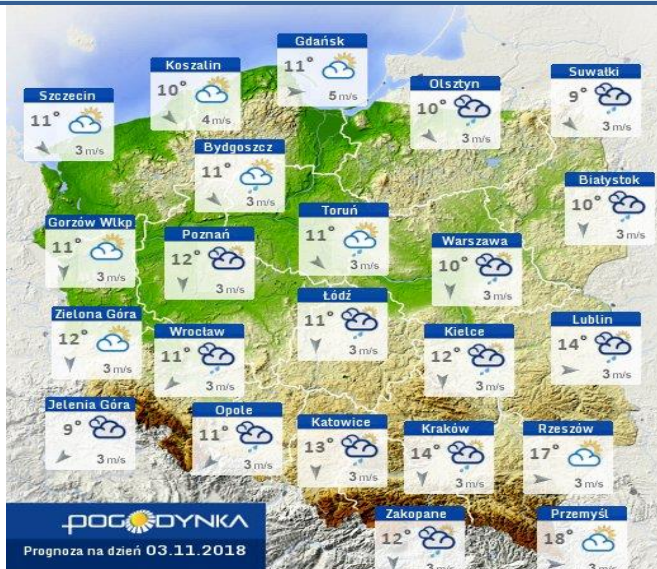 Gdańsk
11°
5 m/s
Koszalin
10°
4 m/s
Szczecin
11°
3 m/s
Olsztyn
10°
3 m/s
Suwałki
9°
3 m/s
Bydgoszcz
11°
3 m/s
Białystok
10°
3 m/s
Gorzów Wlkp
11°
3 m/s
Poznań
12°
3 m/s
Toruń
11°
3 m/s
Warszawa
10°
3 m/s
Zielona Góra
12°
3 m/s
Wrocław
11°
3 m/s
Łódź
11°
3 m/s
Kielce
12°
3 m/s
Lublin
14°
3 m/s
Jelenia Góra
9°
3 m/s
Opole
11°
3 m/s
Katowice
13°
3 m/s
Kraków
14°
3 m/s
Rzeszów
17°
3 m/s
Zakopane
12°
3 m/s
Przemyśl
18°
3 m/s
POGODYNKA
Prognoza na dzień 03.11.2018